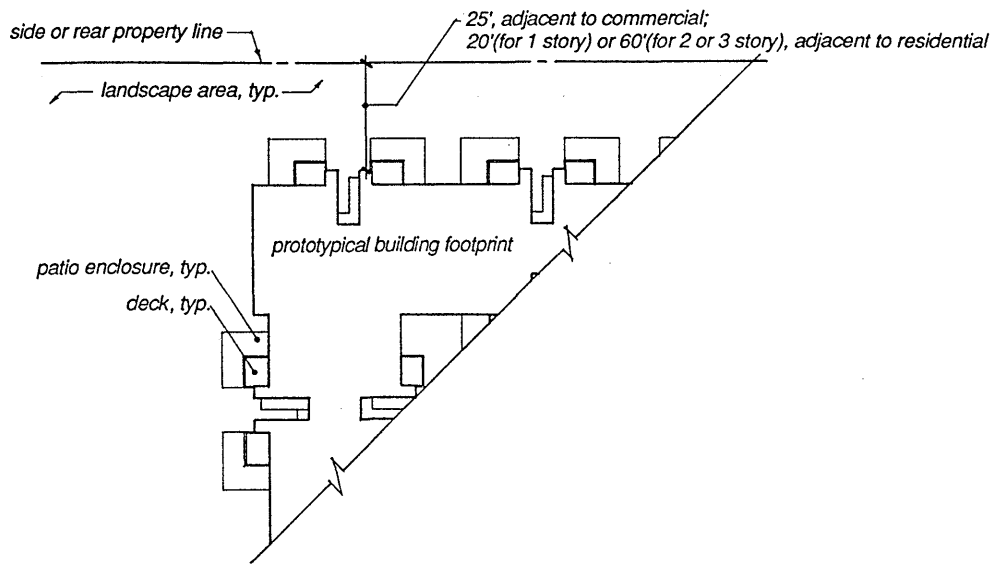 side or rear property line
25', adjacent to commercial;
20'(for 1 story) or 60'(for 2 or 3 story), adjacent to residential
landscape area, typ.
prototypical building footprint
patio enclosure, typ.
deck, typ.